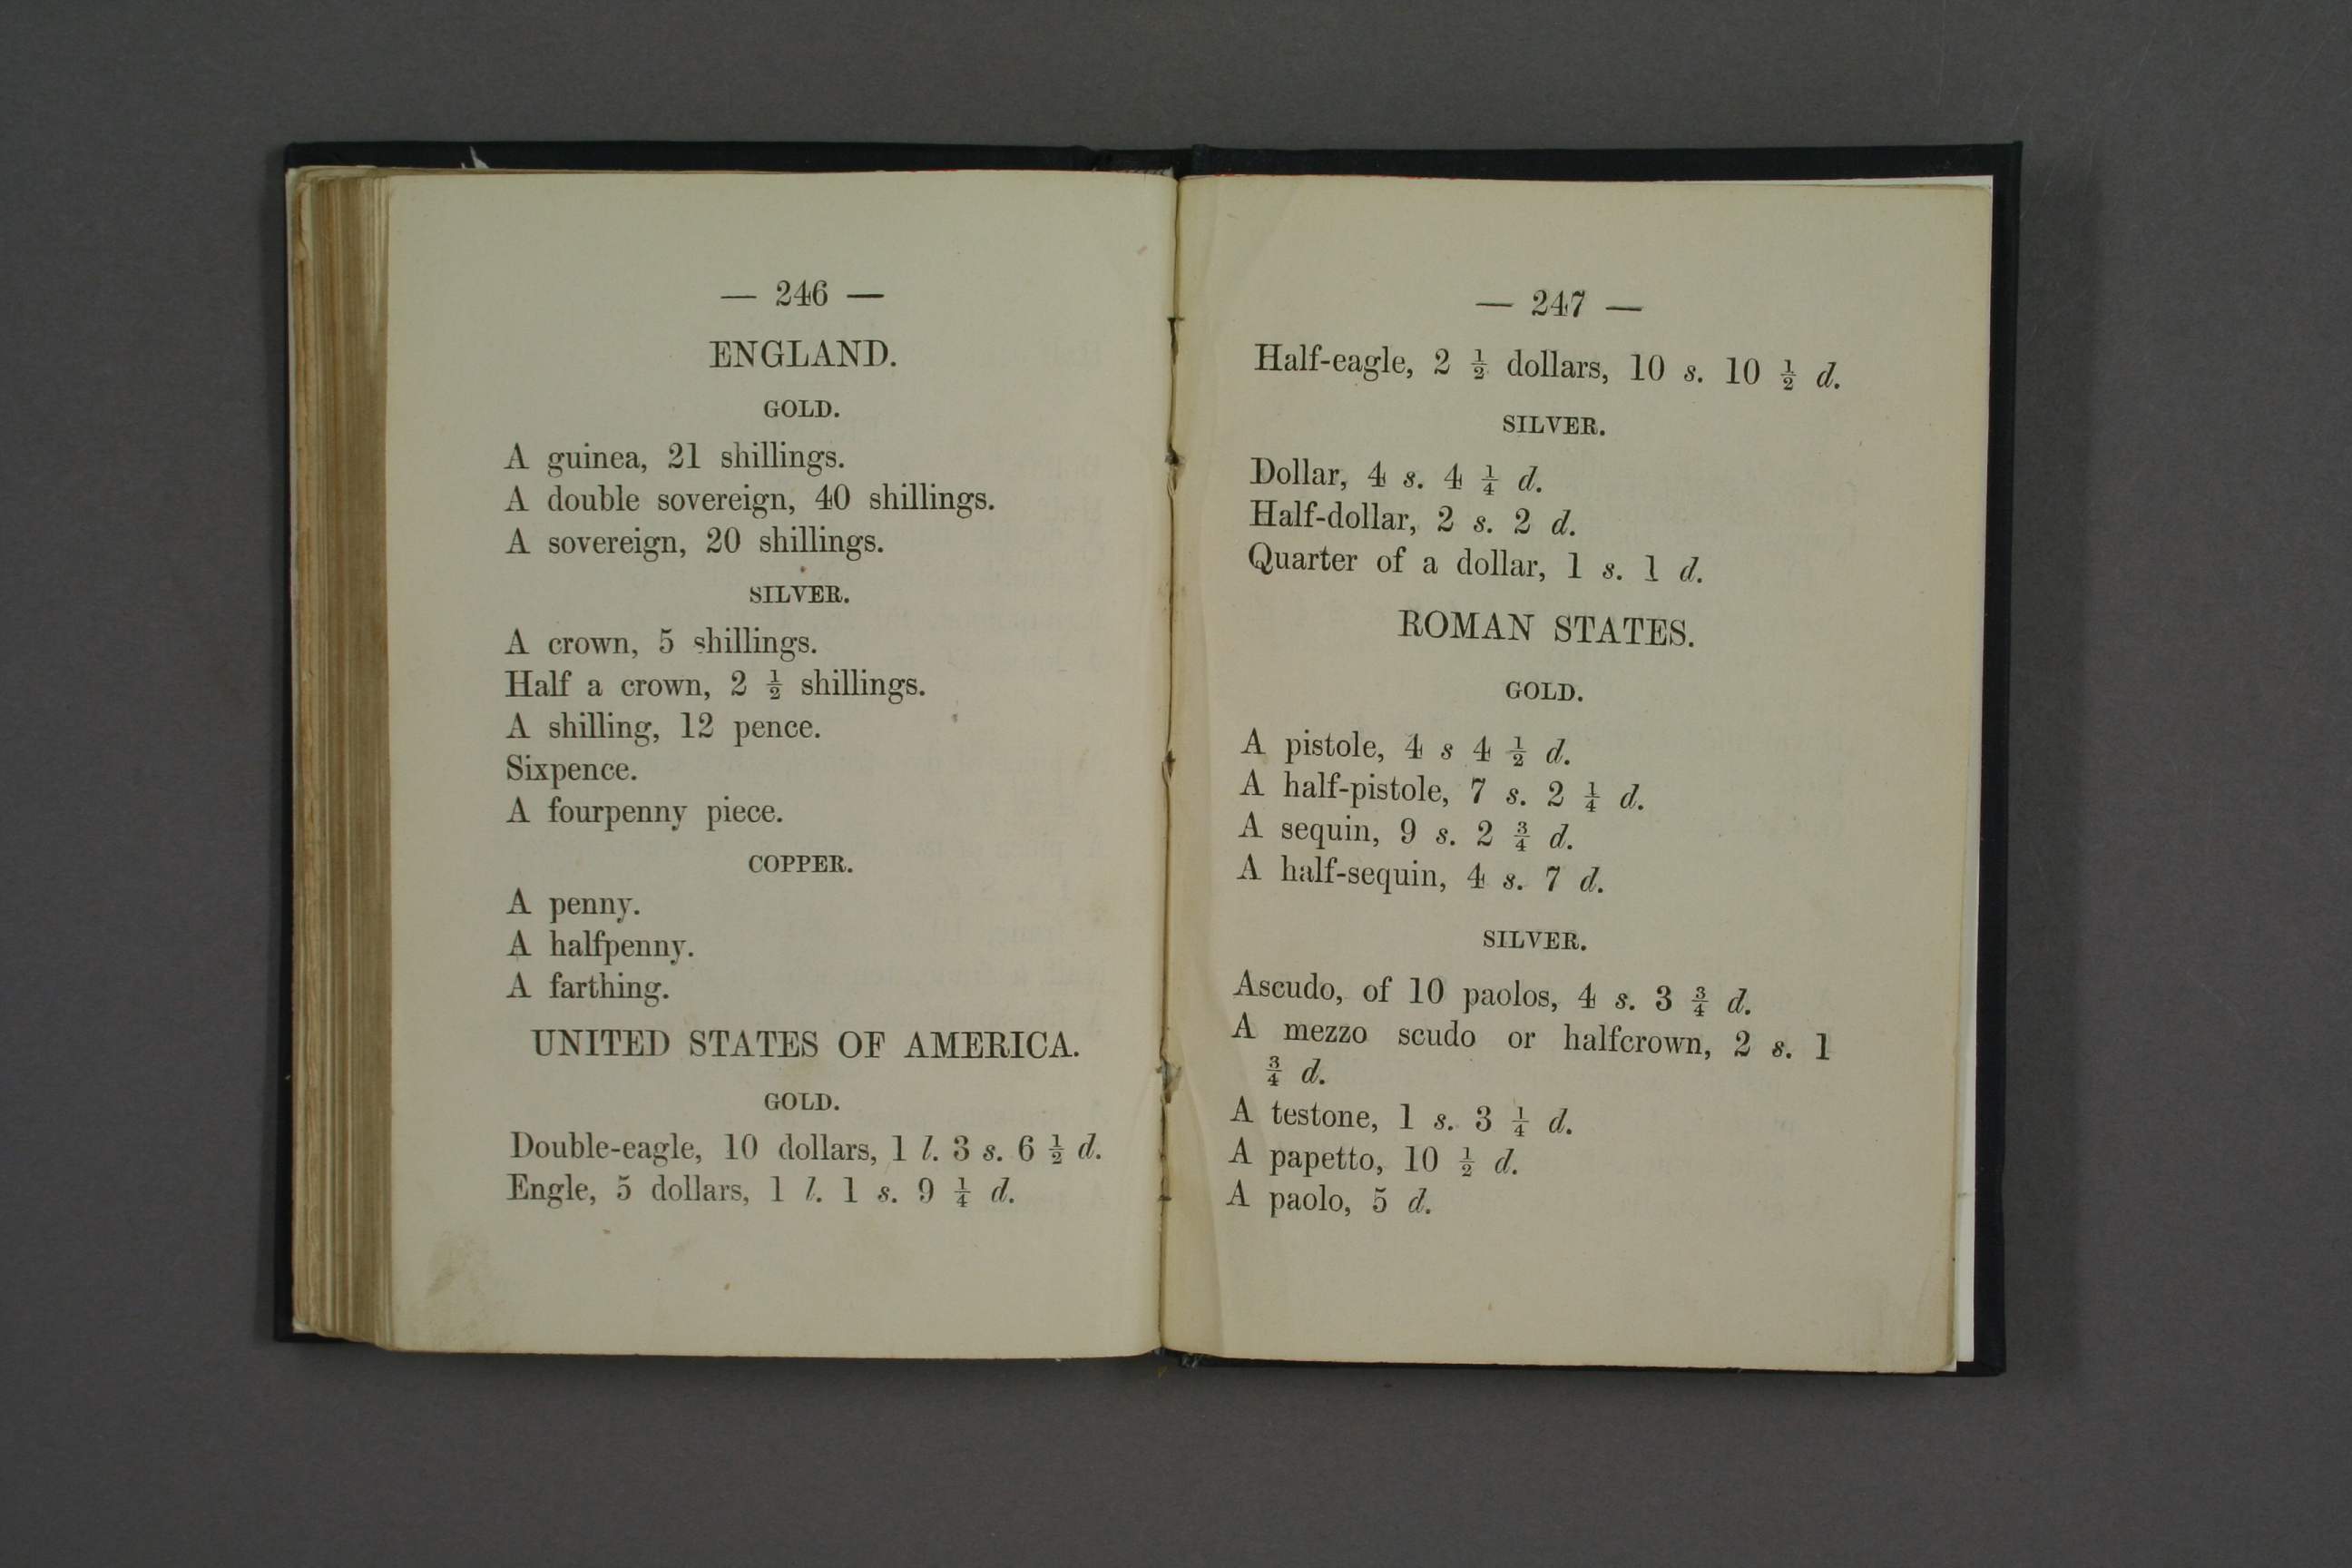 — 246 —
ENGLAND.
GOLD.
A guinea, 21 shillings.
A double sovereign, 40 shillings.
A sovereign, 20 shillings.
SILVER.
A crown, 5 shillings.
Half a crown, 2 ½ shillings.
A shilling, 12 pence.
Sixpence.
A fourpenny piece.
COPPER.
A penny.
A halfpenny.
A farthing.
UNITED STATES OF AMERICA.
GOLD.
Double-eagle, 10 dollars, 1 l. 3 s. 6 ½ d.
Engle, 5 dollars, 1 l. 1 s. 9 ¼ d.
— 247 —
Half-eagle, 2 ½ dollars, 10 s. 10 ½ d.
SILVER.
Dollar, 4 s. 4 ¼ d.
Half-dollar, 2 s. 2 d.
Quarter of a dollar, 1 s. 1 d.
ROMAN STATES.
GOLD.
A pistole, 4 s 4 ½ d.
A half-pistole, 7 s. 2 ¼ d.
A sequin, 9 s. 2 ¾ d.
A half-sequin, 4 s. 7 d.
SILVER.
Ascudo, of 10 paolos, 4 s. 3 ¾ d.
A mezzo scudo or halfcrown, 2 s. 1
¾ d.
A testone, 1 s. 3 ¼ d.
A papetto, 10 ½ d.
A paolo, 5 d.